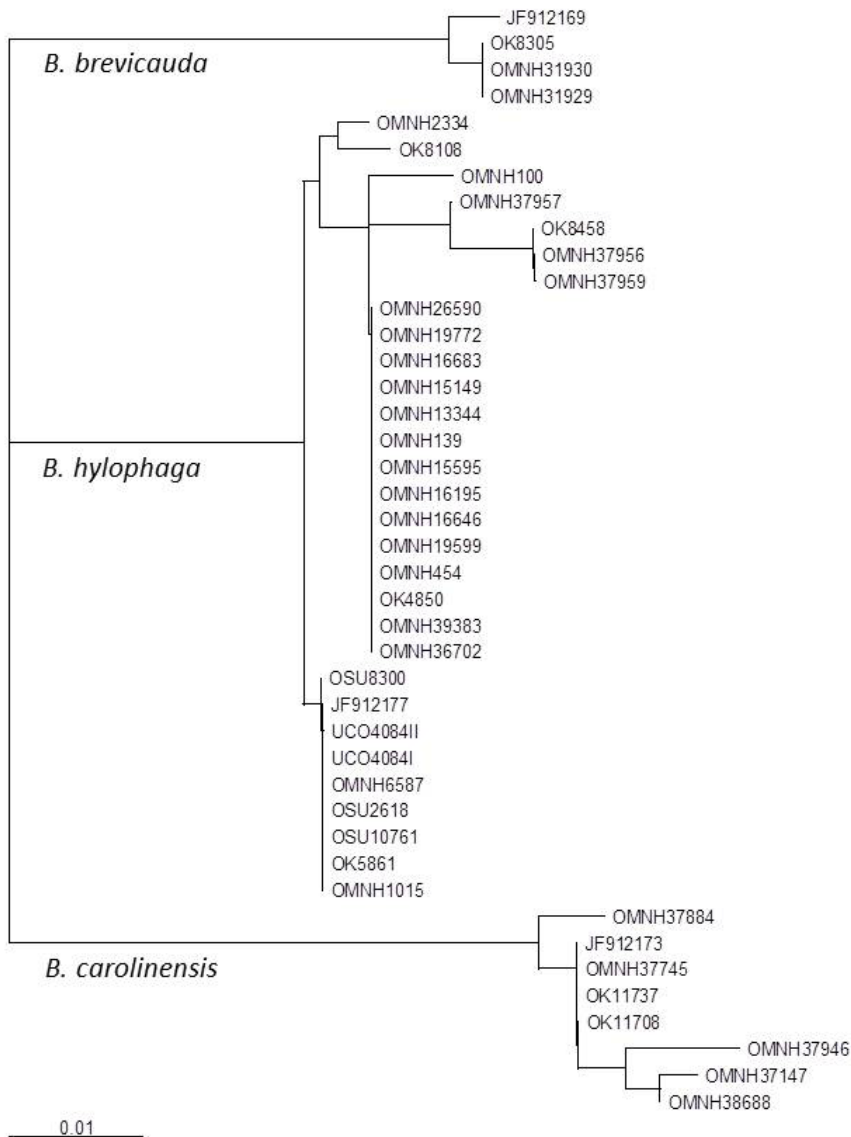 JF912169
OK8305
B. brevicauda
OMNH31930
OMNH31929
OMNH2334
OK8108
OMNH100
OMNH37957
OK8458
OMNH37956
OMNH37959
OMNH26590
OMNH19772
OMNH16683
OMNH15149
OMNH13344
OMNH139
B. hylophaga
OMNH15595
OMNH16195
OMNH16646
OMNH19599
OMNH454
OK4850
OMNH39383
OMNH36702
OSU8300
JF912177
UCO4084II
UCO4084I
OMNH6587
OSU2618
OSU10761
OK5861
OMNH1015
OMNH37884
JF912173
B. carolinensis
OMNH37745
OK11737
OK11708
OMNH37946
OMNH37147
OMNH38688
0.01